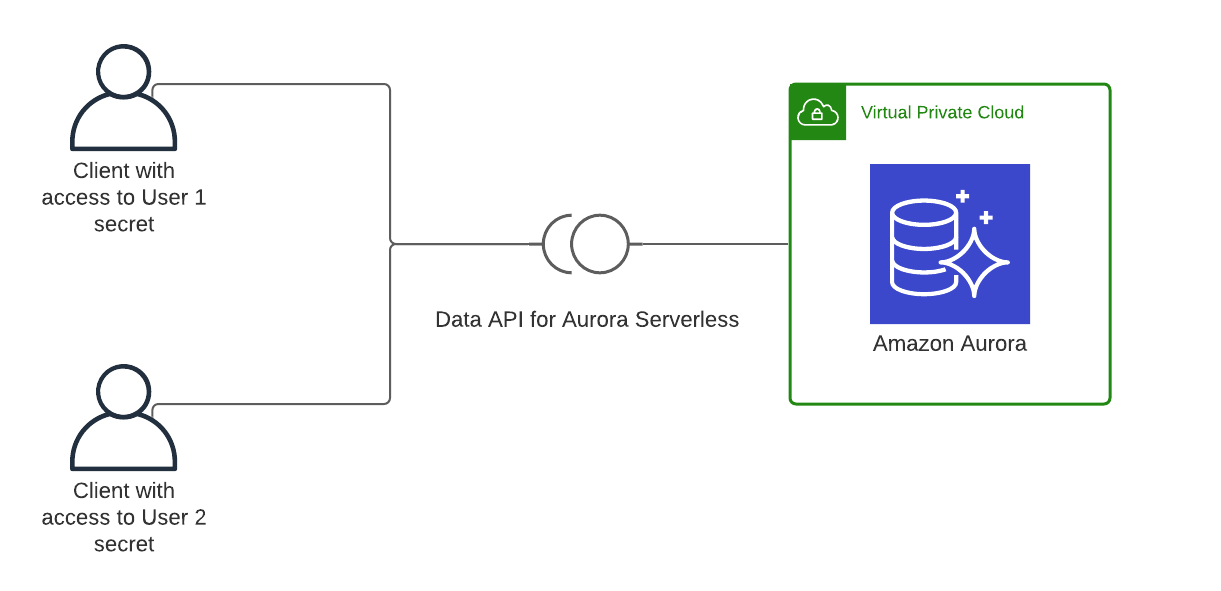 Client with
access to User 1
secret
Data API for Aurora Serverless
Virtual Private Cloud
Amazon Aurora
Client with
access to User 2
secret